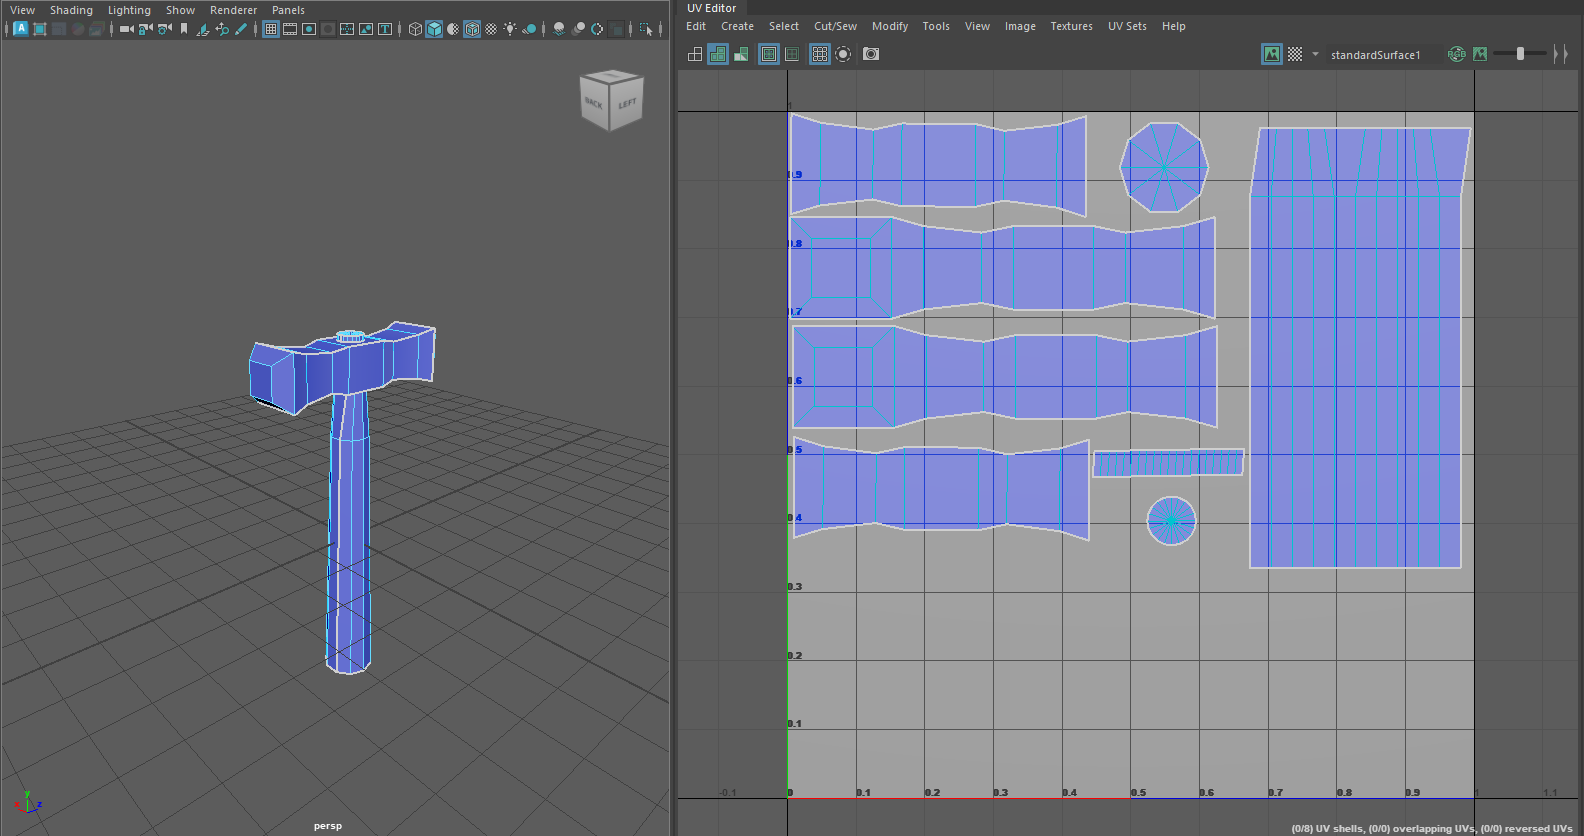 View Shading Lighting Show Renderer Panels
BACK LEFT
y
x z
persp
UV Editor
Edit Create Select Cut/Sew Modify Tools View Image Textures UV Sets Help
standardSurface1 RGB
1
0.9
0.8
0.7
0.6
0.5
0.4
0.3
0.2
0.1
-0.1 0 0.1 0.2 0.3 0.4 0.5 0.6 0.7 0.8 0.9 1.1
(0/8) UV shells, (0/0) overlapping UVs, (0/0) reversed UVs